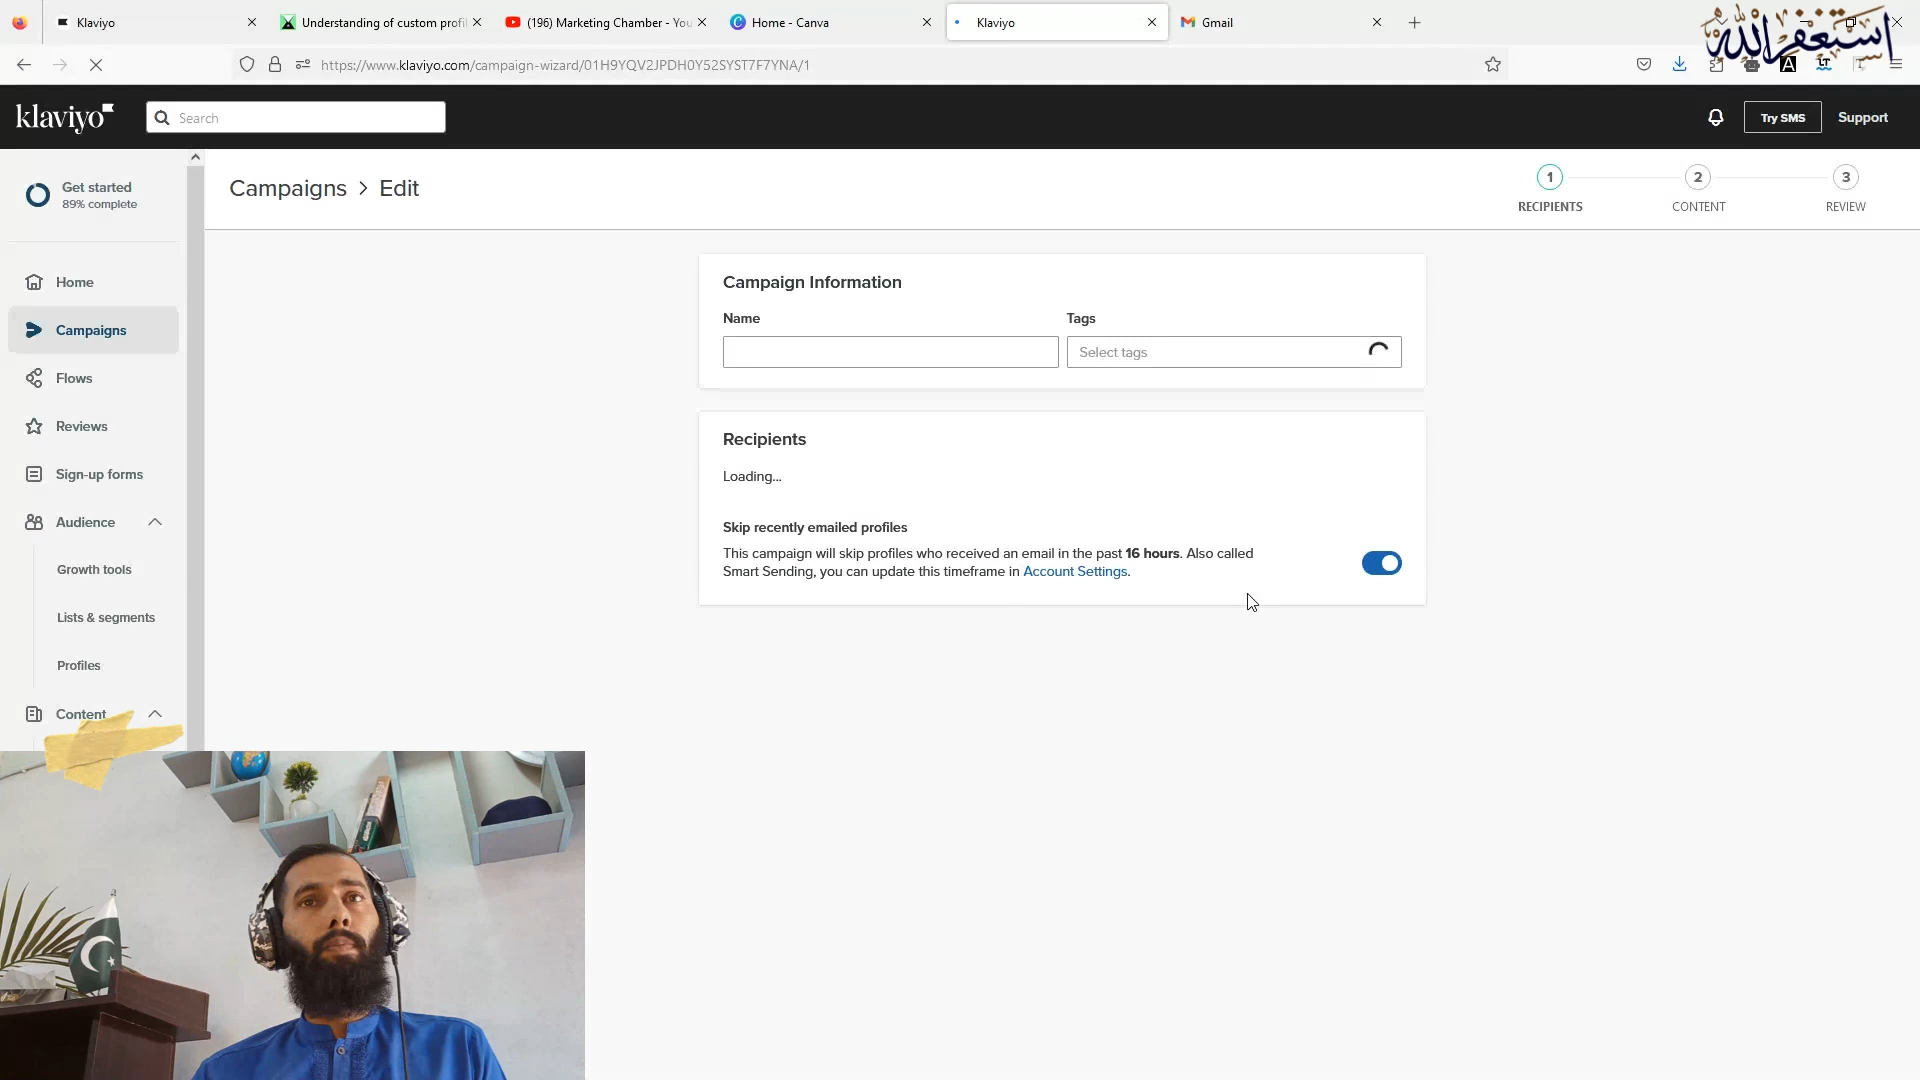 Klaviyo
Understanding of custom profil
(196) Marketing Chamber - You
Home - Canva
Klaviyo
Gmail
أستغفر الله
https://www.klaviyo.com/campaign-wizard/01H9YQV2JPDH0Y52SYST7F7YNA/1
klaviyo
Search
Try SMS
Support
Get started
89% complete
Campaigns > Edit
1
2
3
RECIPIENTS
CONTENT
REVIEW
Home
Campaigns
Flows
Reviews
Sign-up forms
Audience
Growth tools
Lists & segments
Profiles
Content
Campaign Information
Name
Tags
Select tags
Recipients
Loading...
Skip recently emailed profiles
This campaign will skip profiles who received an email in the past 16 hours. Also called
Smart Sending, you can update this timeframe in Account Settings.